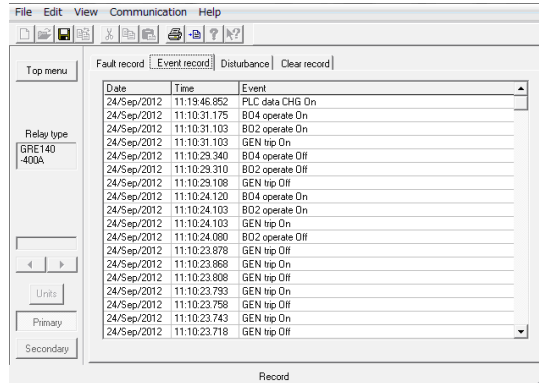 File Edit View Communication Help
Top menu
Relay type
GRE140
-400A
Units
Primary
Secondary
Fault record Event record Disturbance Clear record
Date Time Event
24/Sep/2012 11:19:46.852 PLC data CHG On
24/Sep/2012 11:10:31.175 BO4 operate On
24/Sep/2012 11:10:31.103 BO2 operate On
24/Sep/2012 11:10:31.103 GEN trip On
24/Sep/2012 11:10:29.340 BO4 operate Off
24/Sep/2012 11:10:29.310 BO2 operate Off
24/Sep/2012 11:10:29.108 GEN trip Off
24/Sep/2012 11:10:24.120 BO4 operate On
24/Sep/2012 11:10:24.103 BO2 operate On
24/Sep/2012 11:10:24.103 GEN trip On
24/Sep/2012 11:10:24.080 BO2 operate Off
24/Sep/2012 11:10:23.878 GEN trip Off
24/Sep/2012 11:10:23.868 GEN trip On
24/Sep/2012 11:10:23.808 GEN trip Off
24/Sep/2012 11:10:23.793 GEN trip On
24/Sep/2012 11:10:23.758 GEN trip Off
24/Sep/2012 11:10:23.743 GEN trip On
24/Sep/2012 11:10:23.718 GEN trip Off
Record